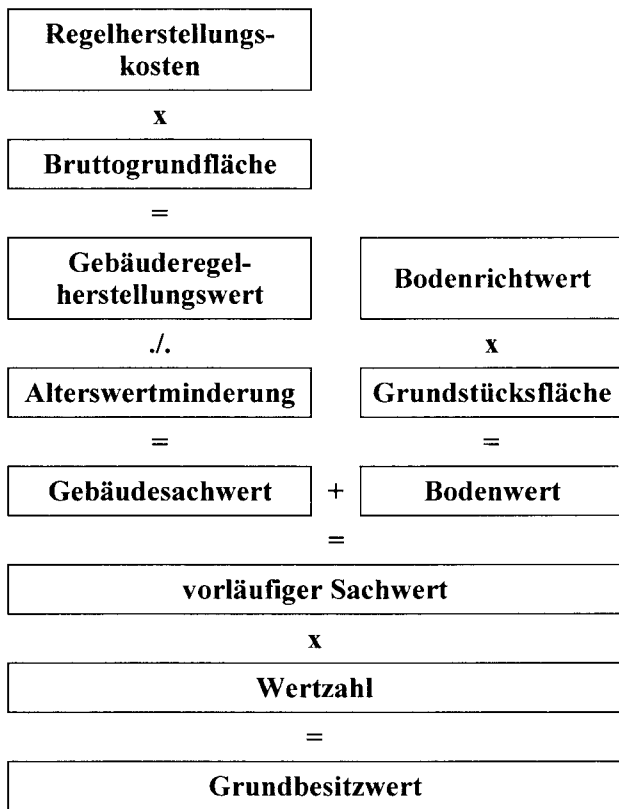 Regelherstellungs-
kosten
x
Bruttogrundfläche
=
Gebäuderegel-
herstellungswert
Bodenrichtwert
./.
x
Alterswertminderung
Grundstücksfläche
=
=
Gebäudesachwert
+
Bodenwert
=
vorläufiger Sachwert
x
Wertzahl
=
Grundbesitzwert